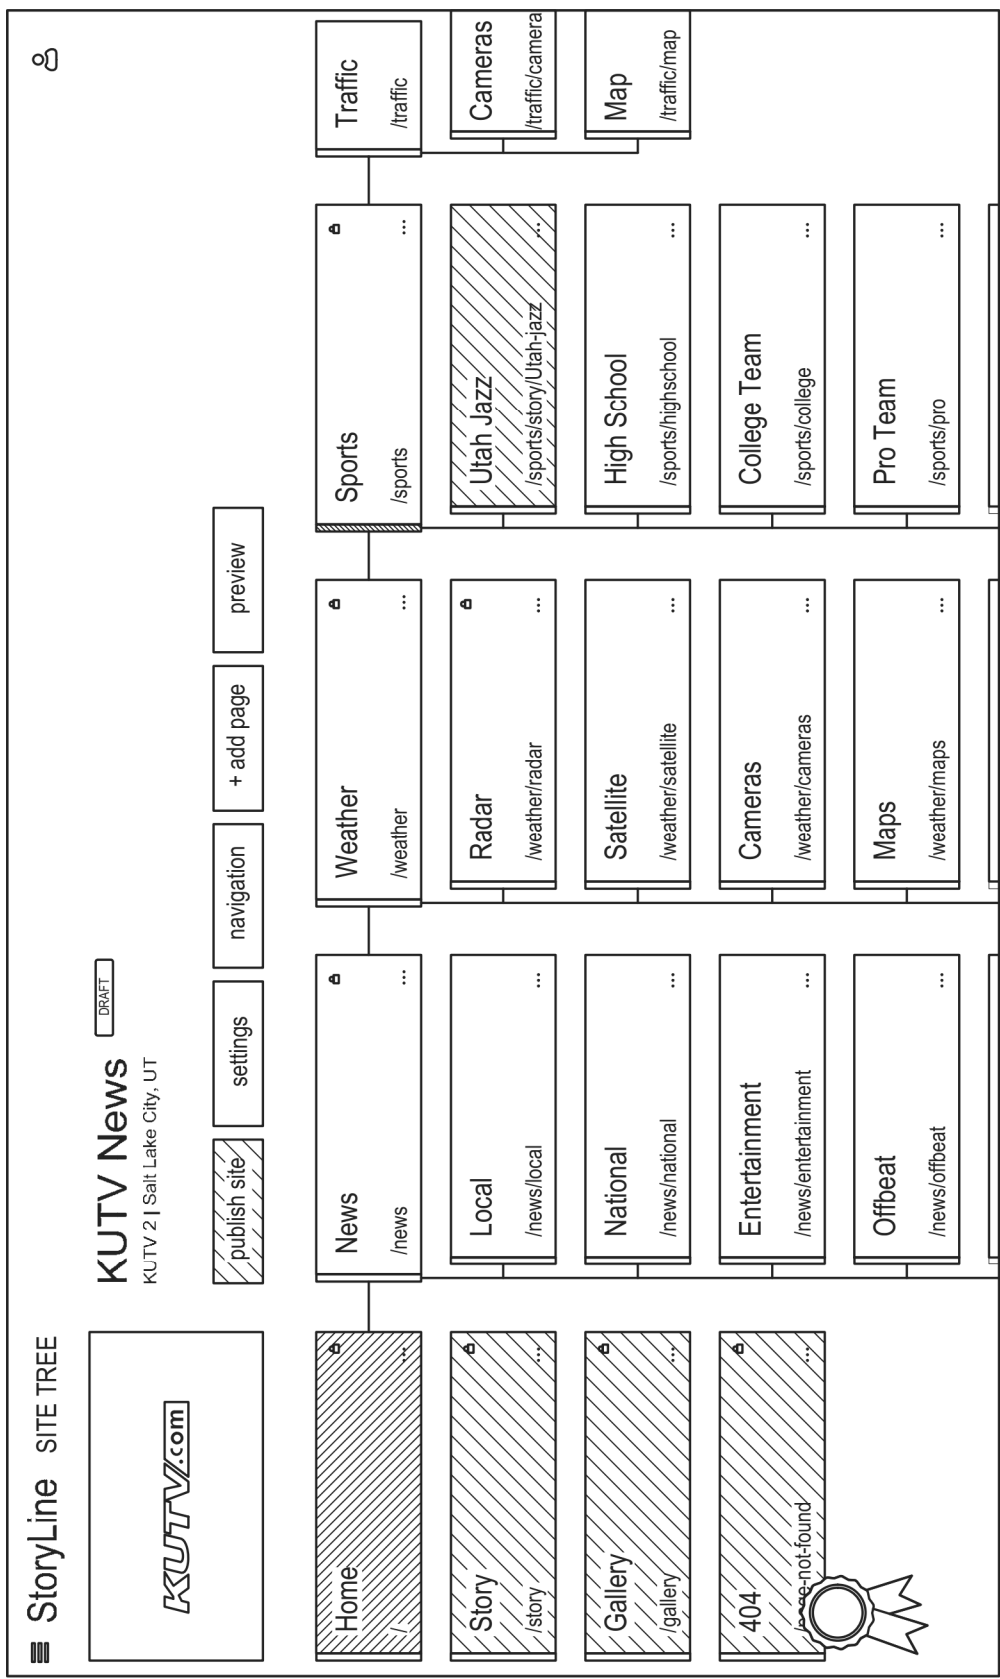 StoryLine SITE TREE
KUTV.com
KUTV News DRAFT
KUTV 2 | Salt Lake City, UT
publish site
settings
navigation
+ add page
preview
Home
/
News
/news
Weather
/weather
Sports
/sports
Traffic
/traffic
Story
/story
Local
/news/local
Radar
/weather/radar
Utah Jazz
/sports/story/Utah-jazz
Cameras
/traffic/camera
Gallery
/gallery
National
/news/national
Satellite
/weather/satellite
High School
/sports/highschool
Map
/traffic/map
404
Entertainment
/news/entertainment
Cameras
/weather/cameras
College Team
/sports/college
Offbeat
/news/offbeat
Maps
/weather/maps
Pro Team
/sports/pro